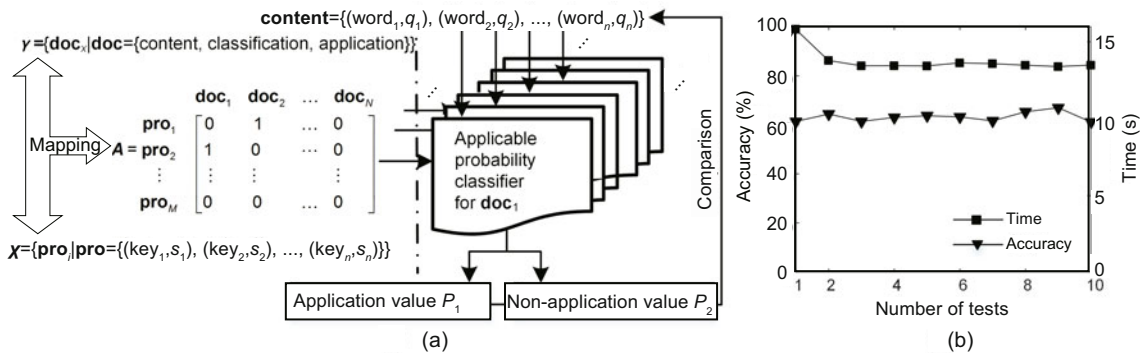 content={(word1,q1), (word2,q2), ..., (wordn,qn)}
γ={docx|doc={content, classification, application}}
Mapping
doc1 doc2 ... docN
pro1 0 1 ... 0
A = pro2 1 0 ... 0
⋮ ⋮ ⋮ ⋮
proM 0 0 ... 0
χ={proi|pro={(key1,s1), (key2,s2), ..., (keyn,sn)}}
...
...
...
Applicable
probability
classifier
for doc1
Comparison
Application value P1
Non-application value P2
(a)
100
80
60
40
20
0
Accuracy (%)
15
10
5
0
Time (s)
Time
Accuracy
1 2 4 6 8 10
Number of tests
(b)